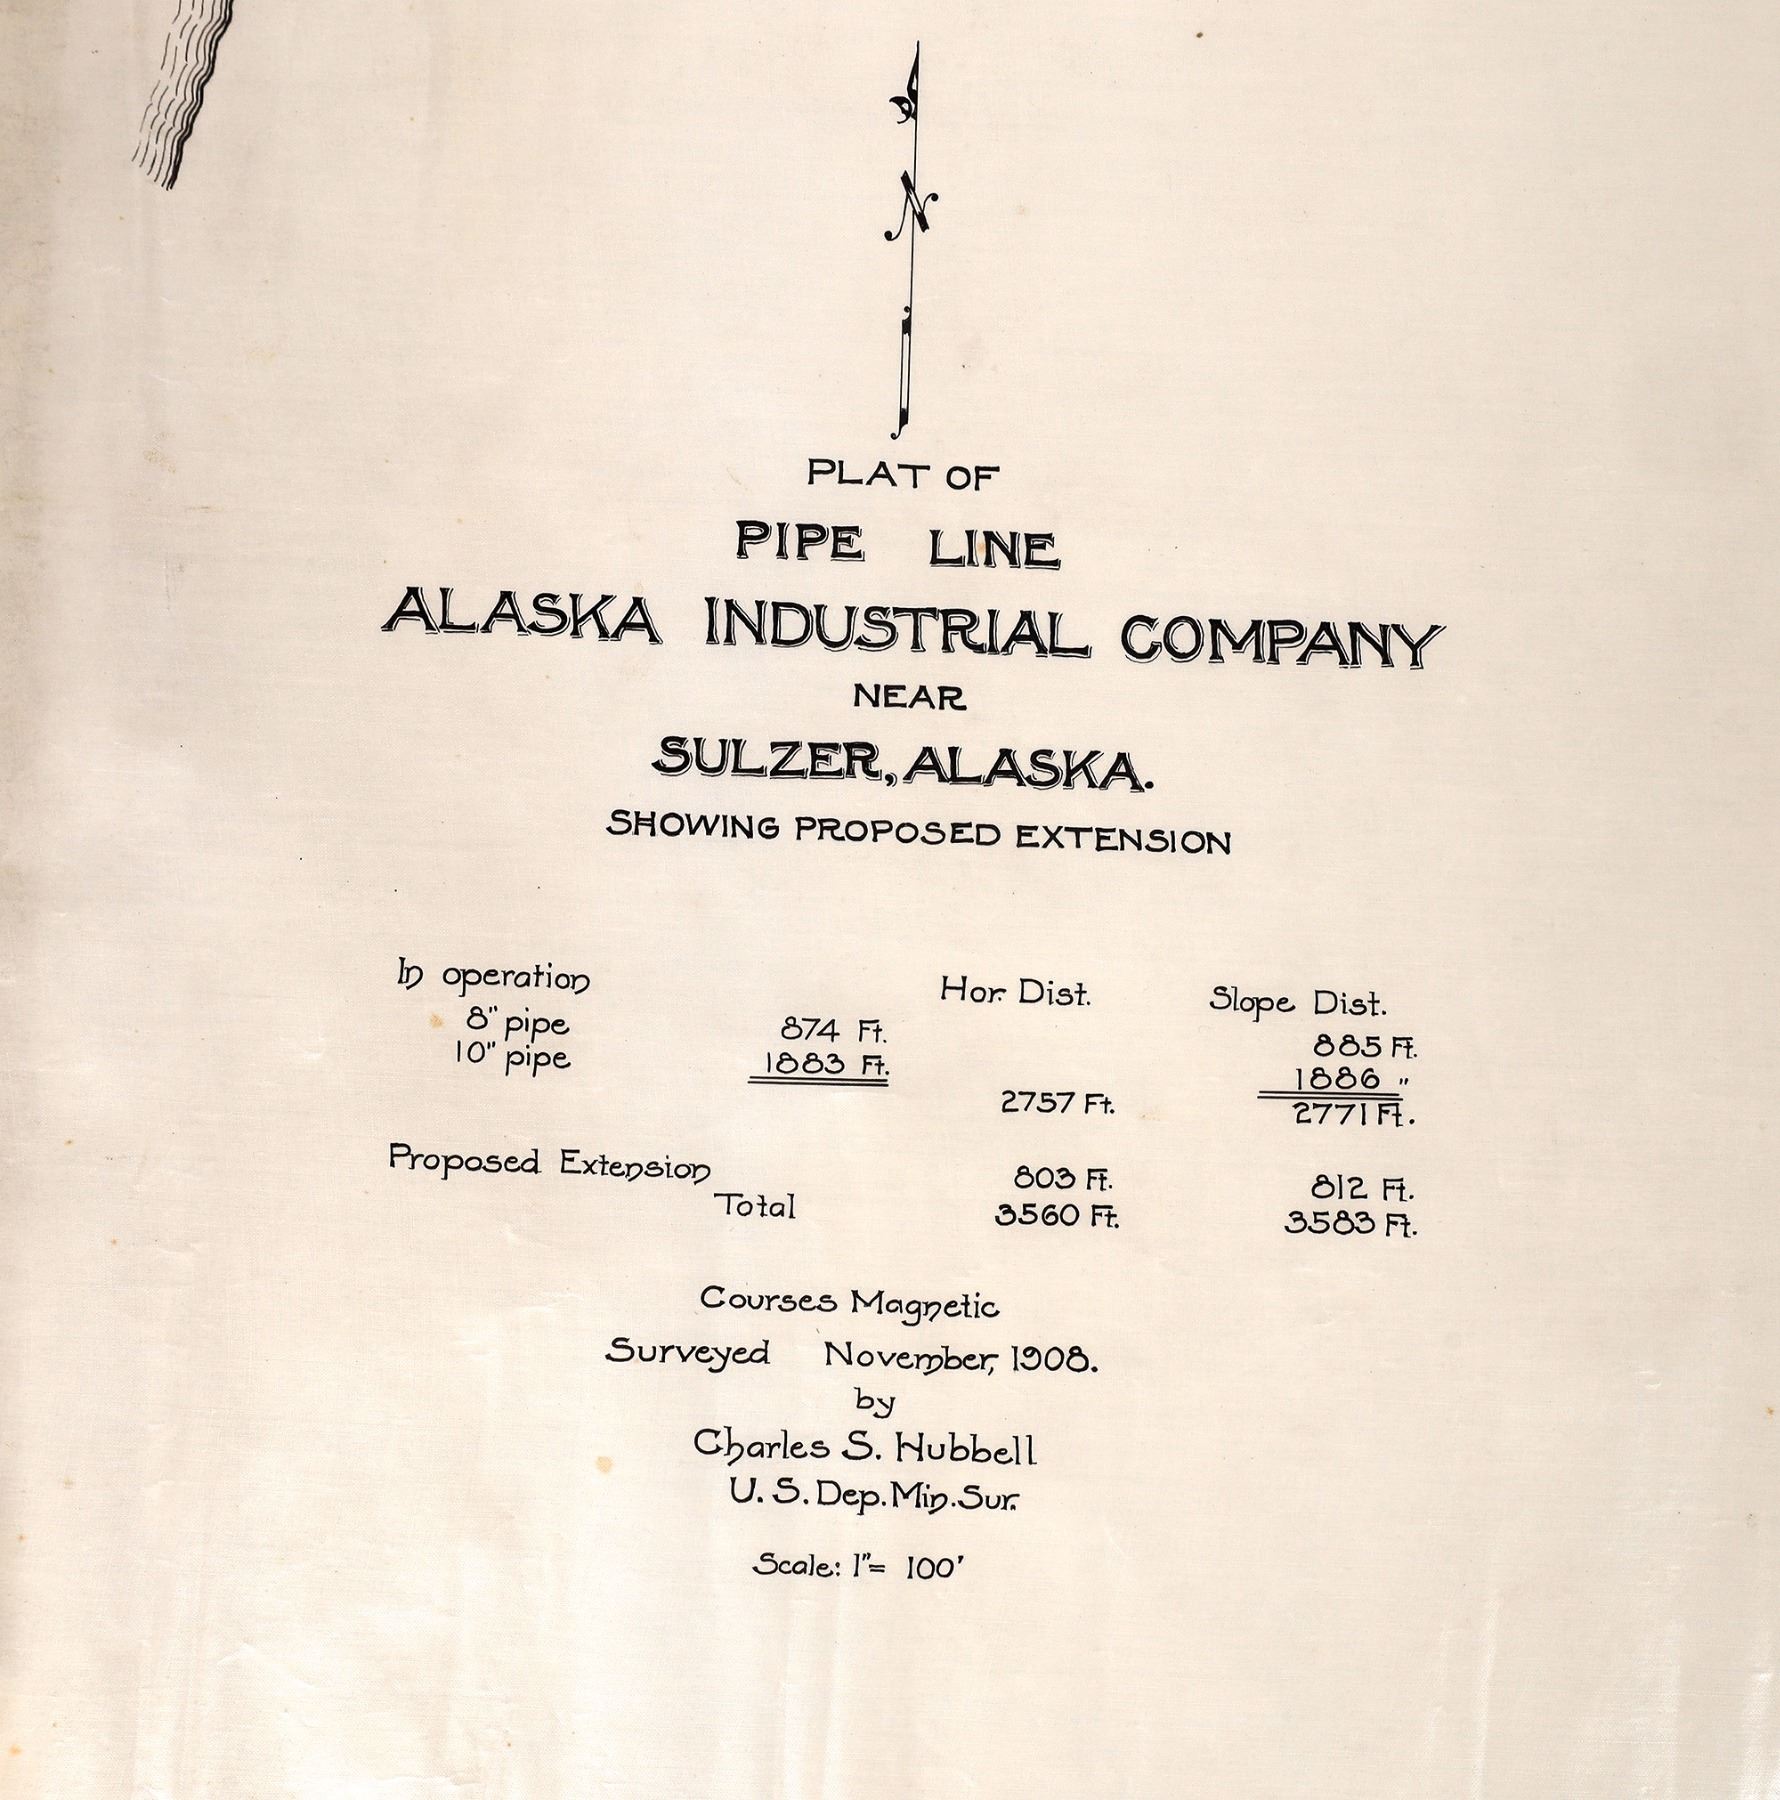 N
PLAT OF
PIPE LINE
ALASKA INDUSTRIAL COMPANY
NEAR
SULZER, ALASKA.
SHOWING PROPOSED EXTENSION
In operation Hor. Dist. Slope Dist.
8" pipe 874 Ft. 885 Ft.
10" pipe 1883 Ft. 1886 "
2757 Ft. 2771 Ft.
Proposed Extension 803 Ft. 812 Ft.
Total 3560 Ft. 3583 Ft.
Courses Magnetic
Surveyed November, 1908.
by
Charles S. Hubbell
U. S. Dep. Min. Sur.
Scale: 1"= 100'